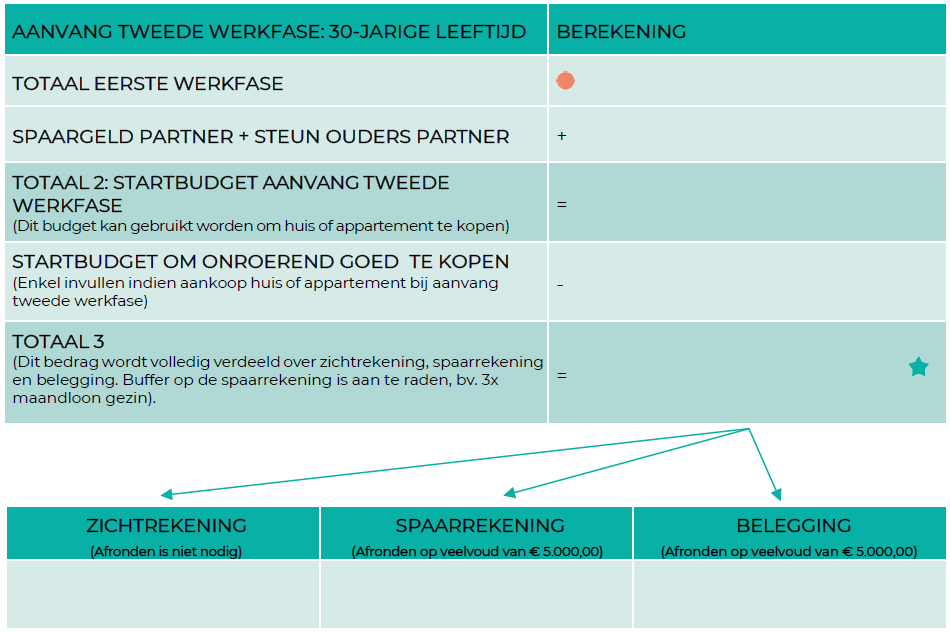 AANVANG TWEEDE WERKFASE: 30-JARIGE LEEFTIJD
BEREKENING
TOTAAL EERSTE WERKFASE
SPAARGELD PARTNER + STEUN OUDERS PARTNER
+
TOTAAL 2: STARTBUDGET AANVANG TWEEDE
WERKFASE
(Dit budget kan gebruikt worden om huis of appartement te kopen)
=
STARTBUDGET OM ONROEREND GOED  TE KOPEN
(Enkel invullen indien aankoop huis of appartement bij aanvang
tweede werkfase)
-
TOTAAL 3
(Dit bedrag wordt volledig verdeeld over zichtrekening, spaarrekening
en belegging. Buffer op de spaarrekening is aan te raden, bv. 3x
maandloon gezin).
=
ZICHTREKENING
(Afronden is niet nodig)
SPAARREKENING
(Afronden op veelvoud van € 5.000,00)
BELEGGING
(Afronden op veelvoud van € 5.000,00)